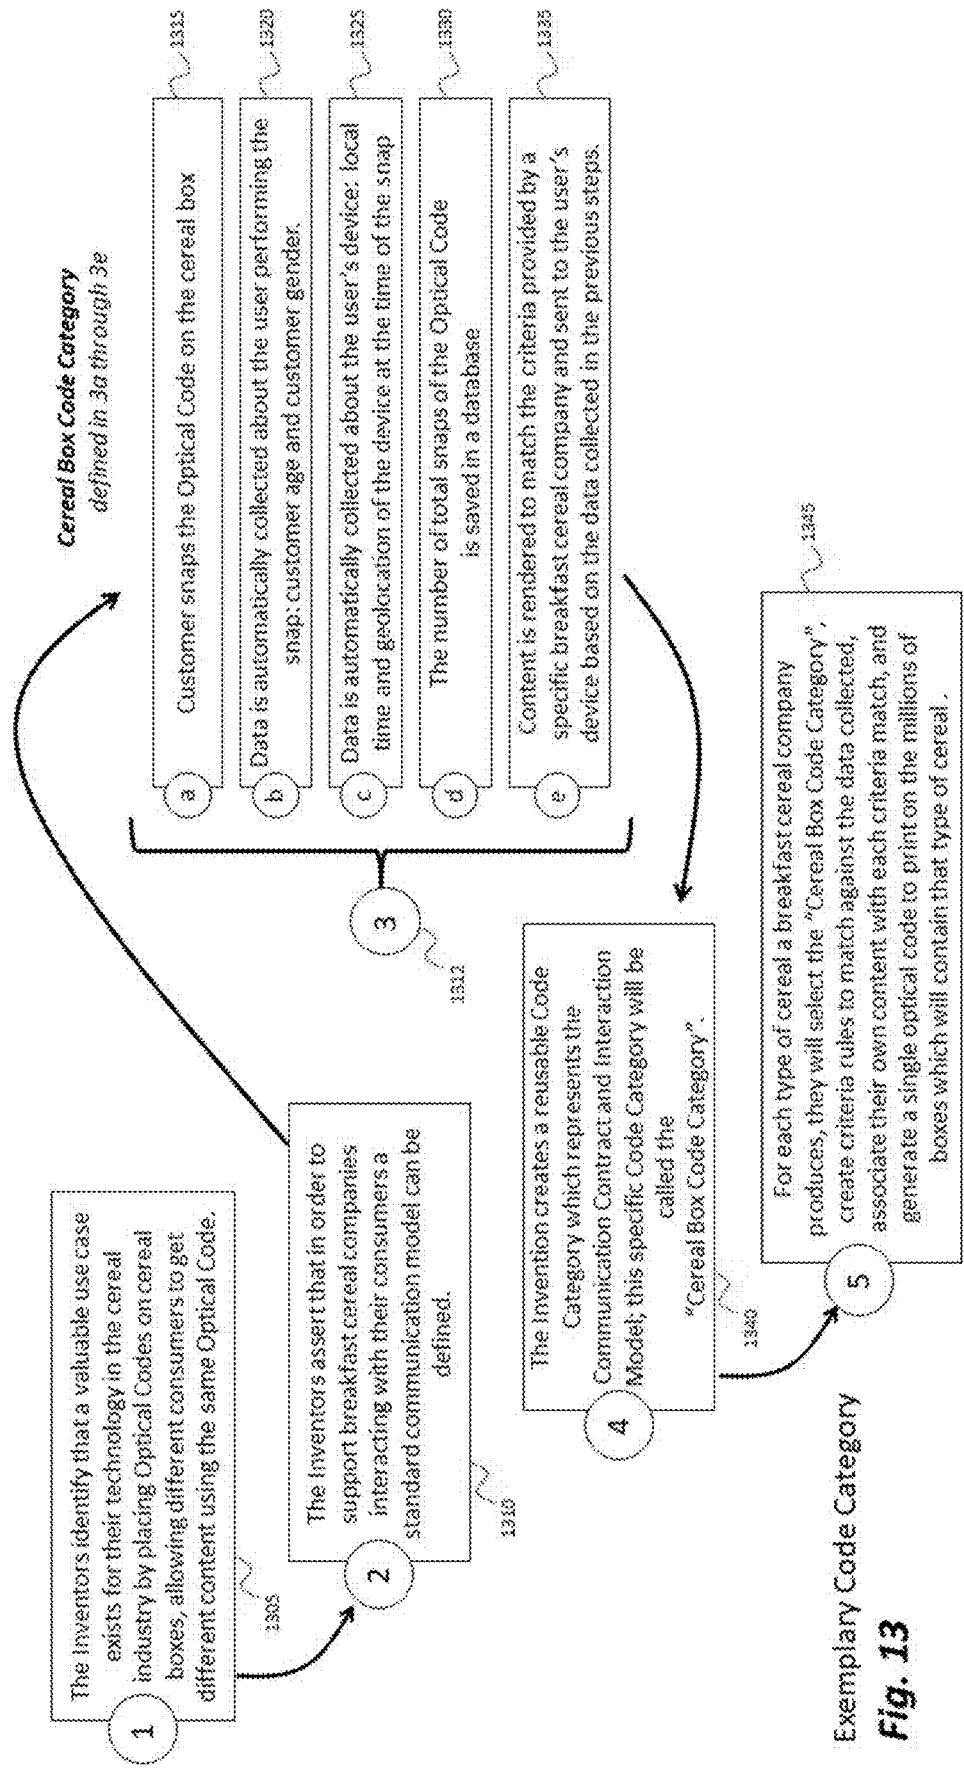 1
The Inventors identify that a valuable use case
exists for their technology in the cereal
industry by placing Optical Codes on cereal
boxes, allowing different consumers to get
different content using the same Optical Code.
1305
2
The Inventors assert that in order to
support breakfast cereal companies
interacting with their consumers a
standard communication model can be
defined.
1310
Cereal Box Code Category
defined in 3a through 3e
3
1312
a
Customer snaps the Optical Code on the cereal box
1315
b
Data is automatically collected about the user performing the
snap: customer age and customer gender.
1320
c
Data is automatically collected about the user's device: local
time and geolocation of the device at the time of the snap
1325
d
The number of total snaps of the Optical Code
is saved in a database
1330
e
Content is rendered to match the criteria provided by a
specific breakfast cereal company and sent to the user's
device based on the data collected in the previous steps.
1335
4
The Invention creates a reusable Code
Category which represents the
Communication Contract and Interaction
Model; this specific Code Category will be
called the
"Cereal Box Code Category".
1340
5
For each type of cereal a breakfast cereal company
produces, they will select the "Cereal Box Code Category",
create criteria rules to match against the data collected,
associate their own content with each criteria match, and
generate a single optical code to print on the millions of
boxes which will contain that type of cereal.
1345
Exemplary Code Category
Fig. 13